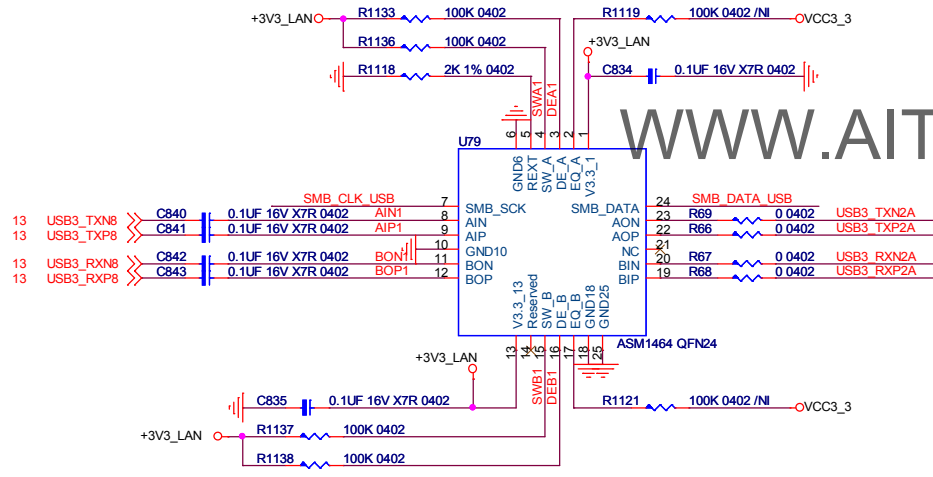 +3V3_LAN R1133 100K 0402 R1119 100K 0402 /NI VCC3_3
R1136 100K 0402 +3V3_LAN
R1118 2K 1% 0402 C834 0.1UF 16V X7R 0402
SWA1 DEA1
WWW.AIT
6 5 4 3 2 1
U79
GND6 REXT SW_A DE_A EQ_A V3.3_1
SMB_CLK_USB 7 SMB_SCK SMB_DATA 24 SMB_DATA_USB
13 USB3_TXN8 C840 0.1UF 16V X7R 0402 AIN1 8 AIN AON 23 R69 0 0402 USB3_TXN2A
13 USB3_TXP8 C841 0.1UF 16V X7R 0402 AIP1 9 AIP AOP 22 R66 0 0402 USB3_TXP2A
10 GND10 NC 21
13 USB3_RXN8 C842 0.1UF 16V X7R 0402 BON1 11 BON BIN 20 R67 0 0402 USB3_RXN2A
13 USB3_RXP8 C843 0.1UF 16V X7R 0402 BOP1 12 BOP BIP 19 R68 0 0402 USB3_RXP2A
V3.3_13 Reserved SW_B DE_B EQ_B GND18 GND25
ASM1464 QFN24
13 14 15 16 17 18 25
+3V3_LAN
SWB1 DEB1
C835 0.1UF 16V X7R 0402 R1121 100K 0402 /NI VCC3_3
+3V3_LAN R1137 100K 0402
R1138 100K 0402